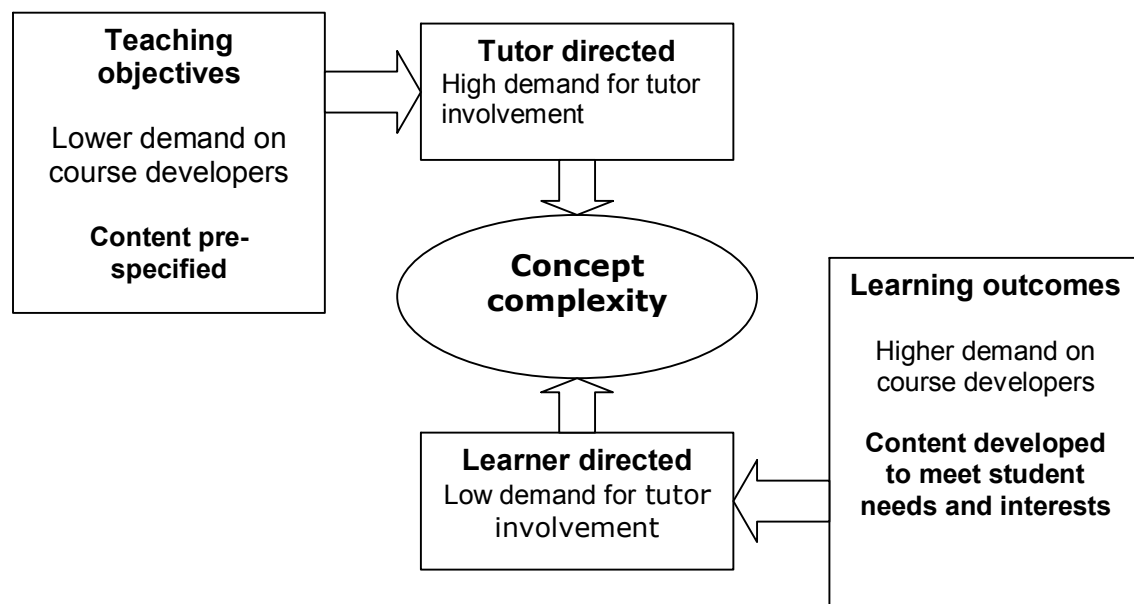 Teaching
objectives
Lower demand on
course developers
Content pre-
specified
Tutor directed
High demand for tutor
involvement
Concept
complexity
Learner directed
Low demand for tutor
involvement
Learning outcomes
Higher demand on
course developers
Content developed
to meet student
needs and interests